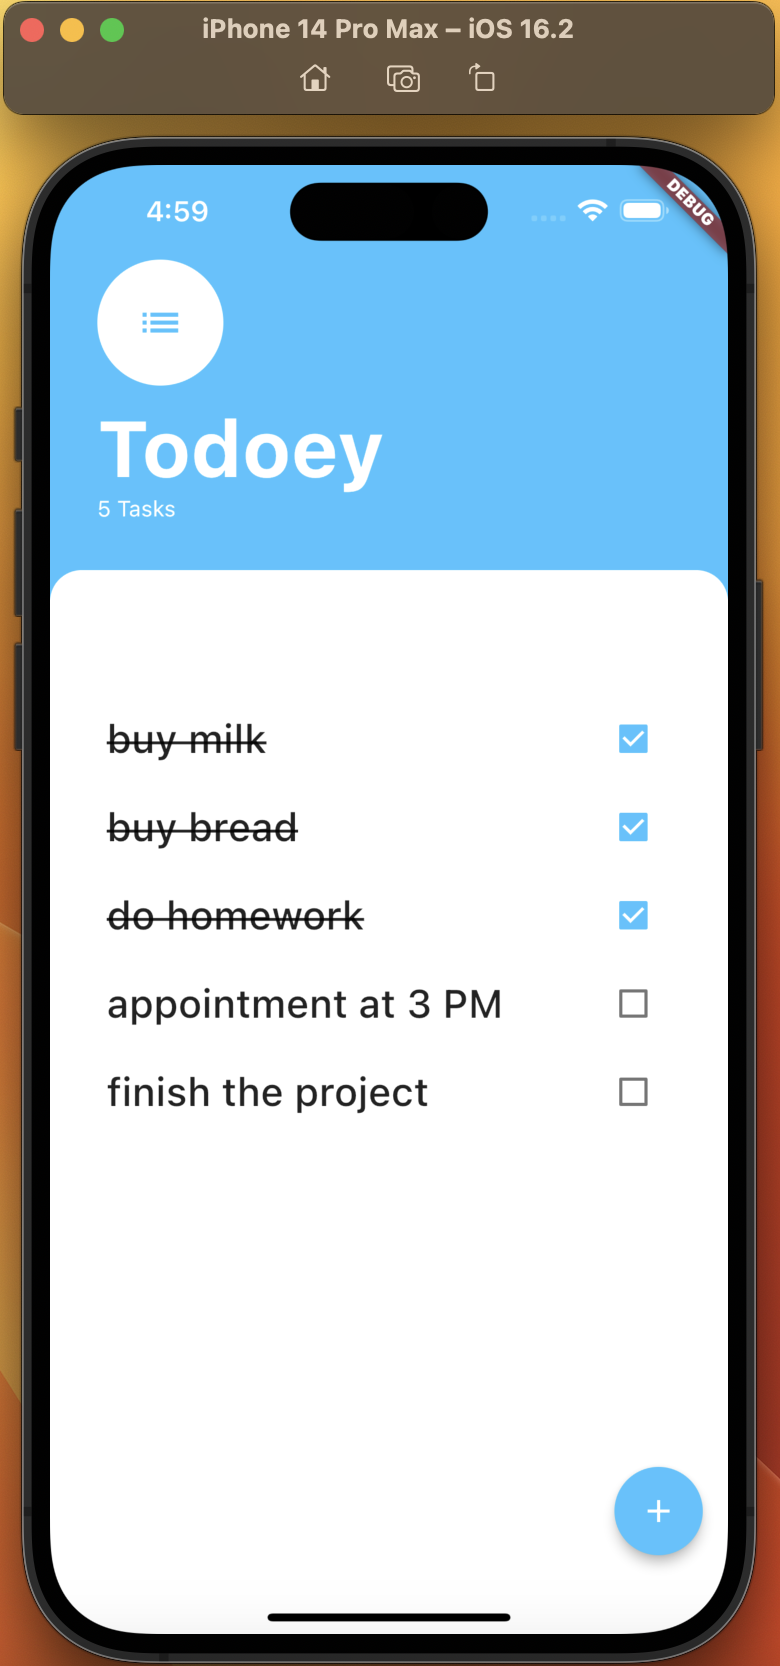 iPhone 14 Pro Max – iOS 16.2
4:59
DEBUG
Todoey
5 Tasks
buy milk
buy bread
do homework
appointment at 3 PM
finish the project